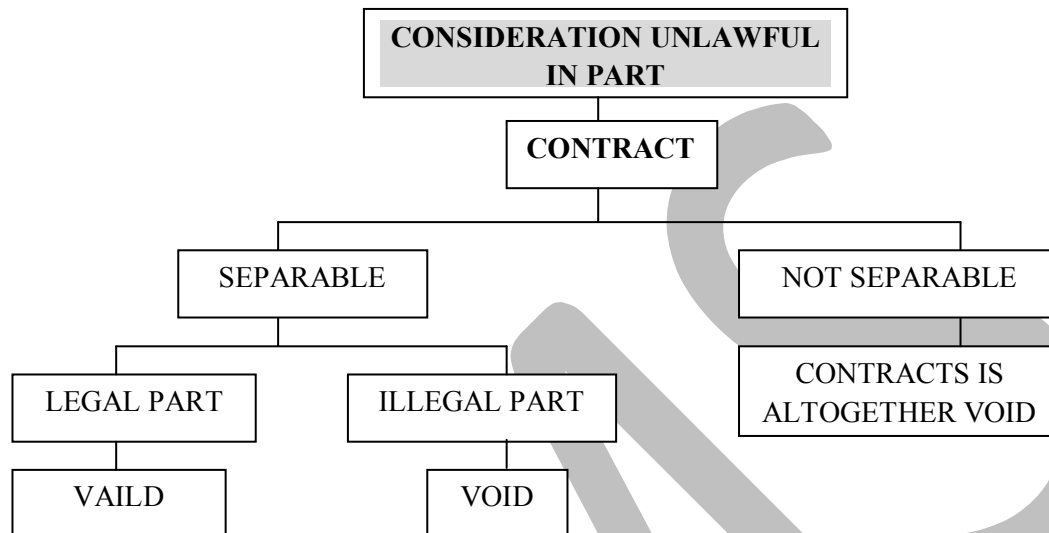 CONSIDERATION UNLAWFUL
IN PART
CONTRACT
SEPARABLE
NOT SEPARABLE
LEGAL PART
ILLEGAL PART
CONTRACTS IS
ALTOGETHER VOID
VAILD
VOID